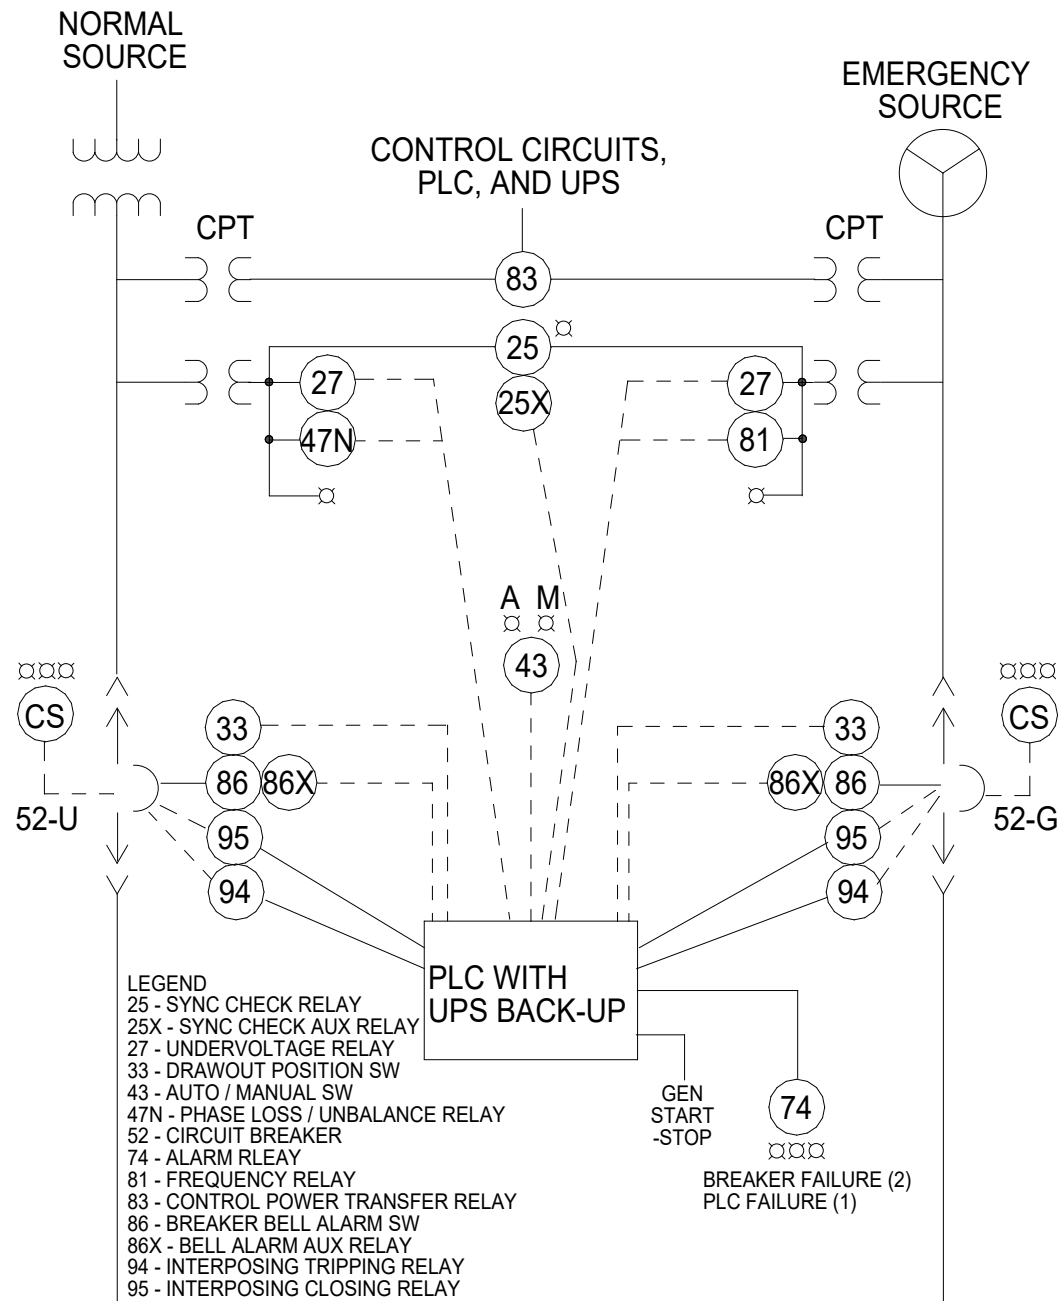 NORMAL
SOURCE
EMERGENCY
SOURCE
CONTROL CIRCUITS,
PLC, AND UPS
CPT
CPT
83
25
25X
27
47N
27
81
A M
43
CS
CS
33
86 86X
95
94
52-U
33
86X 86
95
94
52-G
PLC WITH
UPS BACK-UP
LEGEND
25 - SYNC CHECK RELAY
25X - SYNC CHECK AUX RELAY
27 - UNDERVOLTAGE RELAY
33 - DRAWOUT POSITION SW
43 - AUTO / MANUAL SW
47N - PHASE LOSS / UNBALANCE RELAY
52 - CIRCUIT BREAKER
74 - ALARM RLEAY
81 - FREQUENCY RELAY
83 - CONTROL POWER TRANSFER RELAY
86 - BREAKER BELL ALARM SW
86X - BELL ALARM AUX RELAY
94 - INTERPOSING TRIPPING RELAY
95 - INTERPOSING CLOSING RELAY
GEN
START
-STOP
74
BREAKER FAILURE (2)
PLC FAILURE (1)